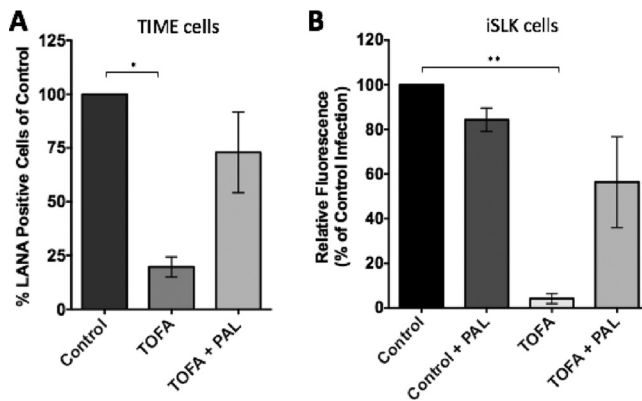 A
TIME cells
% LANA Positive Cells of Control
125
100
75
50
25
0
*
Control
TOFA
TOFA + PAL
B
iSLK cells
Relative Fluorescence
(% of Control Infection)
120
100
80
60
40
20
0
**
Control
Control + PAL
TOFA
TOFA + PAL